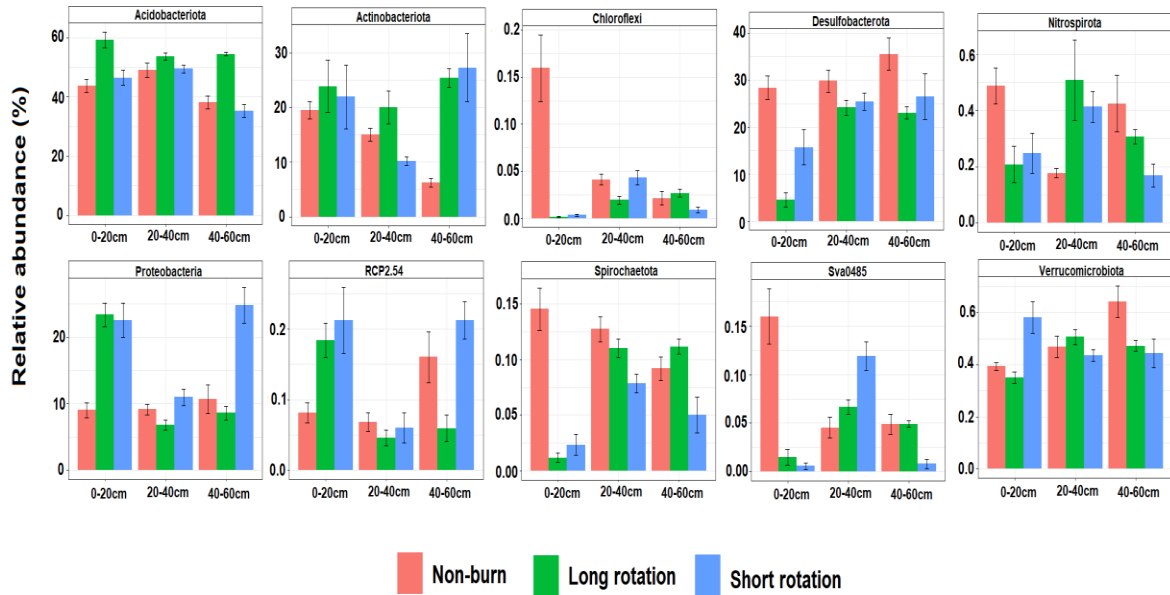 Relative abundance (%)
Acidobacteriota
60
40
20
0
0-20cm 20-40cm 40-60cm
Actinobacteriota
30
20
10
0
0-20cm 20-40cm 40-60cm
Chloroflexi
0.2
0.15
0.10
0.05
0.0
0-20cm 20-40cm 40-60cm
Desulfobacterota
40
30
20
10
0
0-20cm 20-40cm 40-60cm
Nitrospirota
0.6
0.4
0.2
0.0
0-20cm 20-40cm 40-60cm
Proteobacteria
20
10
0
0-20cm 20-40cm 40-60cm
RCP2.54
0.2
0.1
0.0
0-20cm 20-40cm 40-60cm
Spirochaetota
0.15
0.10
0.05
0.00
0-20cm 20-40cm 40-60cm
Sva0485
0.15
0.10
0.05
0.00
0-20cm 20-40cm 40-60cm
Verrucomicrobiota
0.6
0.4
0.2
0.0
0-20cm 20-40cm 40-60cm
Non-burn Long rotation Short rotation